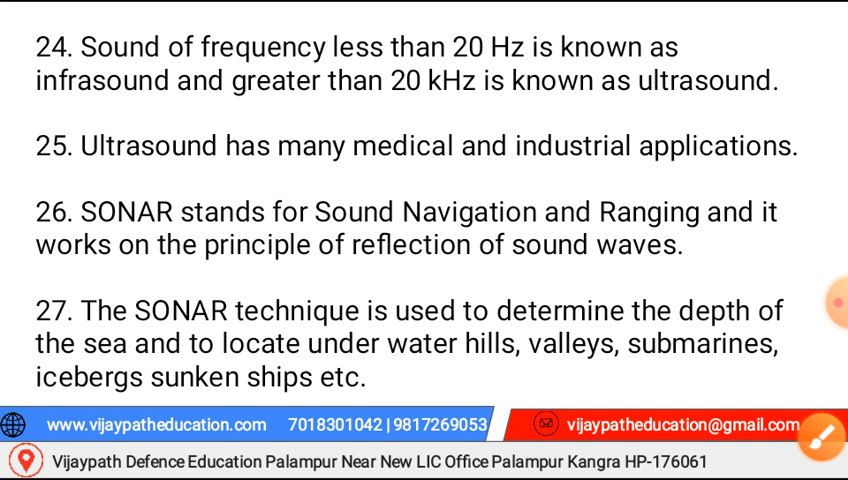 24. Sound of frequency less than 20 Hz is known as
infrasound and greater than 20 kHz is known as ultrasound.
25. Ultrasound has many medical and industrial applications.
26. SONAR stands for Sound Navigation and Ranging and it
works on the principle of reflection of sound waves.
27. The SONAR technique is used to determine the depth of
the sea and to locate under water hills, valleys, submarines,
icebergs sunken ships etc.
www.vijaypatheducation.com 7018301042 | 9817269053 vijaypatheducation@gmail.com
Vijaypath Defence Education Palampur Near New LIC Office Palampur Kangra HP-176061